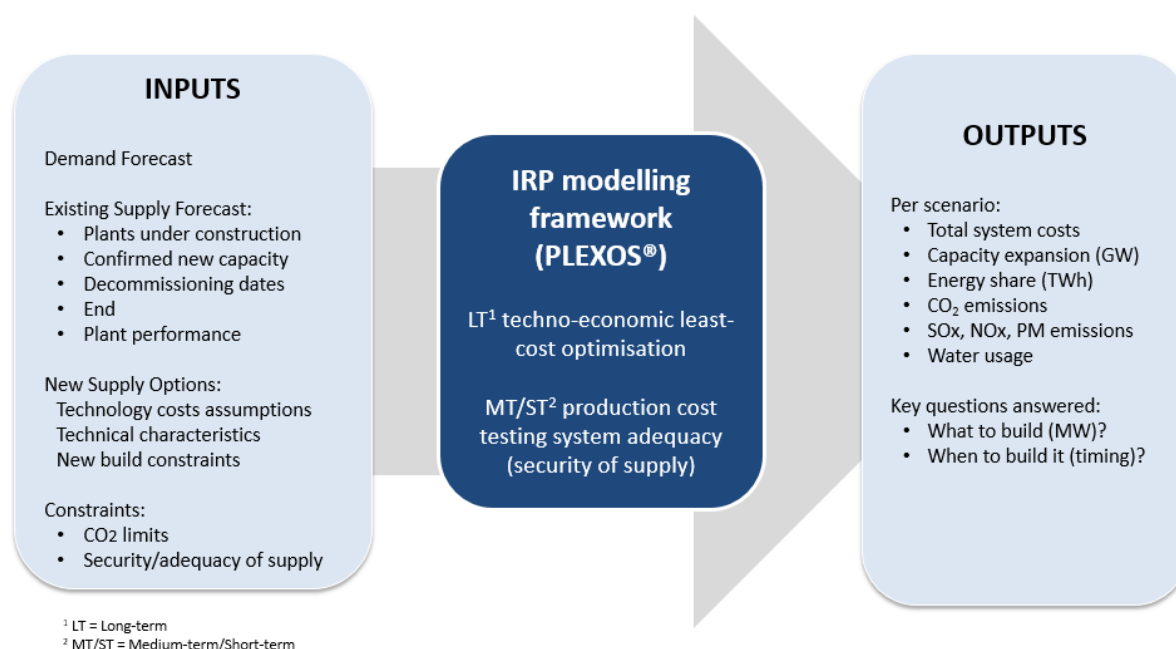 INPUTS
Demand Forecast
Existing Supply Forecast:
• Plants under construction
• Confirmed new capacity
• Decommissioning dates
• End
• Plant performance
New Supply Options:
Technology costs assumptions
Technical characteristics
New build constraints
Constraints:
• CO2 limits
• Security/adequacy of supply
IRP modelling
framework
(PLEXOS®)
LT¹ techno-economic least-
cost optimisation
MT/ST² production cost
testing system adequacy
(security of supply)
OUTPUTS
Per scenario:
• Total system costs
• Capacity expansion (GW)
• Energy share (TWh)
• CO₂ emissions
• SOx, NOx, PM emissions
• Water usage
Key questions answered:
• What to build (MW)?
• When to build it (timing)?
¹ LT = Long-term
² MT/ST = Medium-term/Short-term